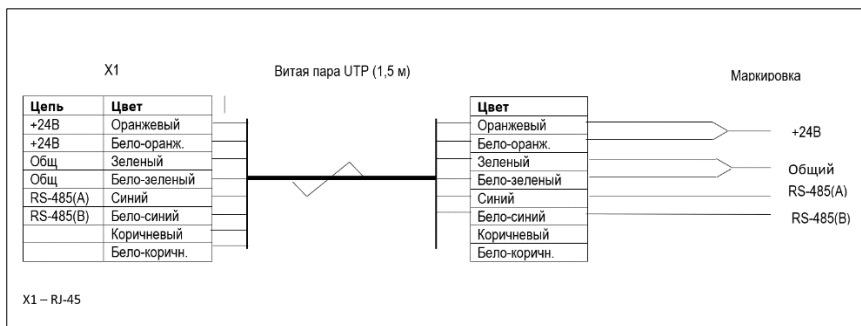 X1
Витая пара UTP (1,5 м)
Маркировка
Цепь Цвет
+24В Оранжевый
+24В Бело-оранж.
Общ Зеленый
Общ Бело-зеленый
RS-485(A) Синий
RS-485(B) Бело-синий
Коричневый
Бело-коричн.
Цвет
Оранжевый
Бело-оранж.
Зеленый
Бело-зеленый
Синий
Бело-синий
Коричневый
Бело-коричн.
+24В
Общий
RS-485(A)
RS-485(B)
X1 – RJ-45